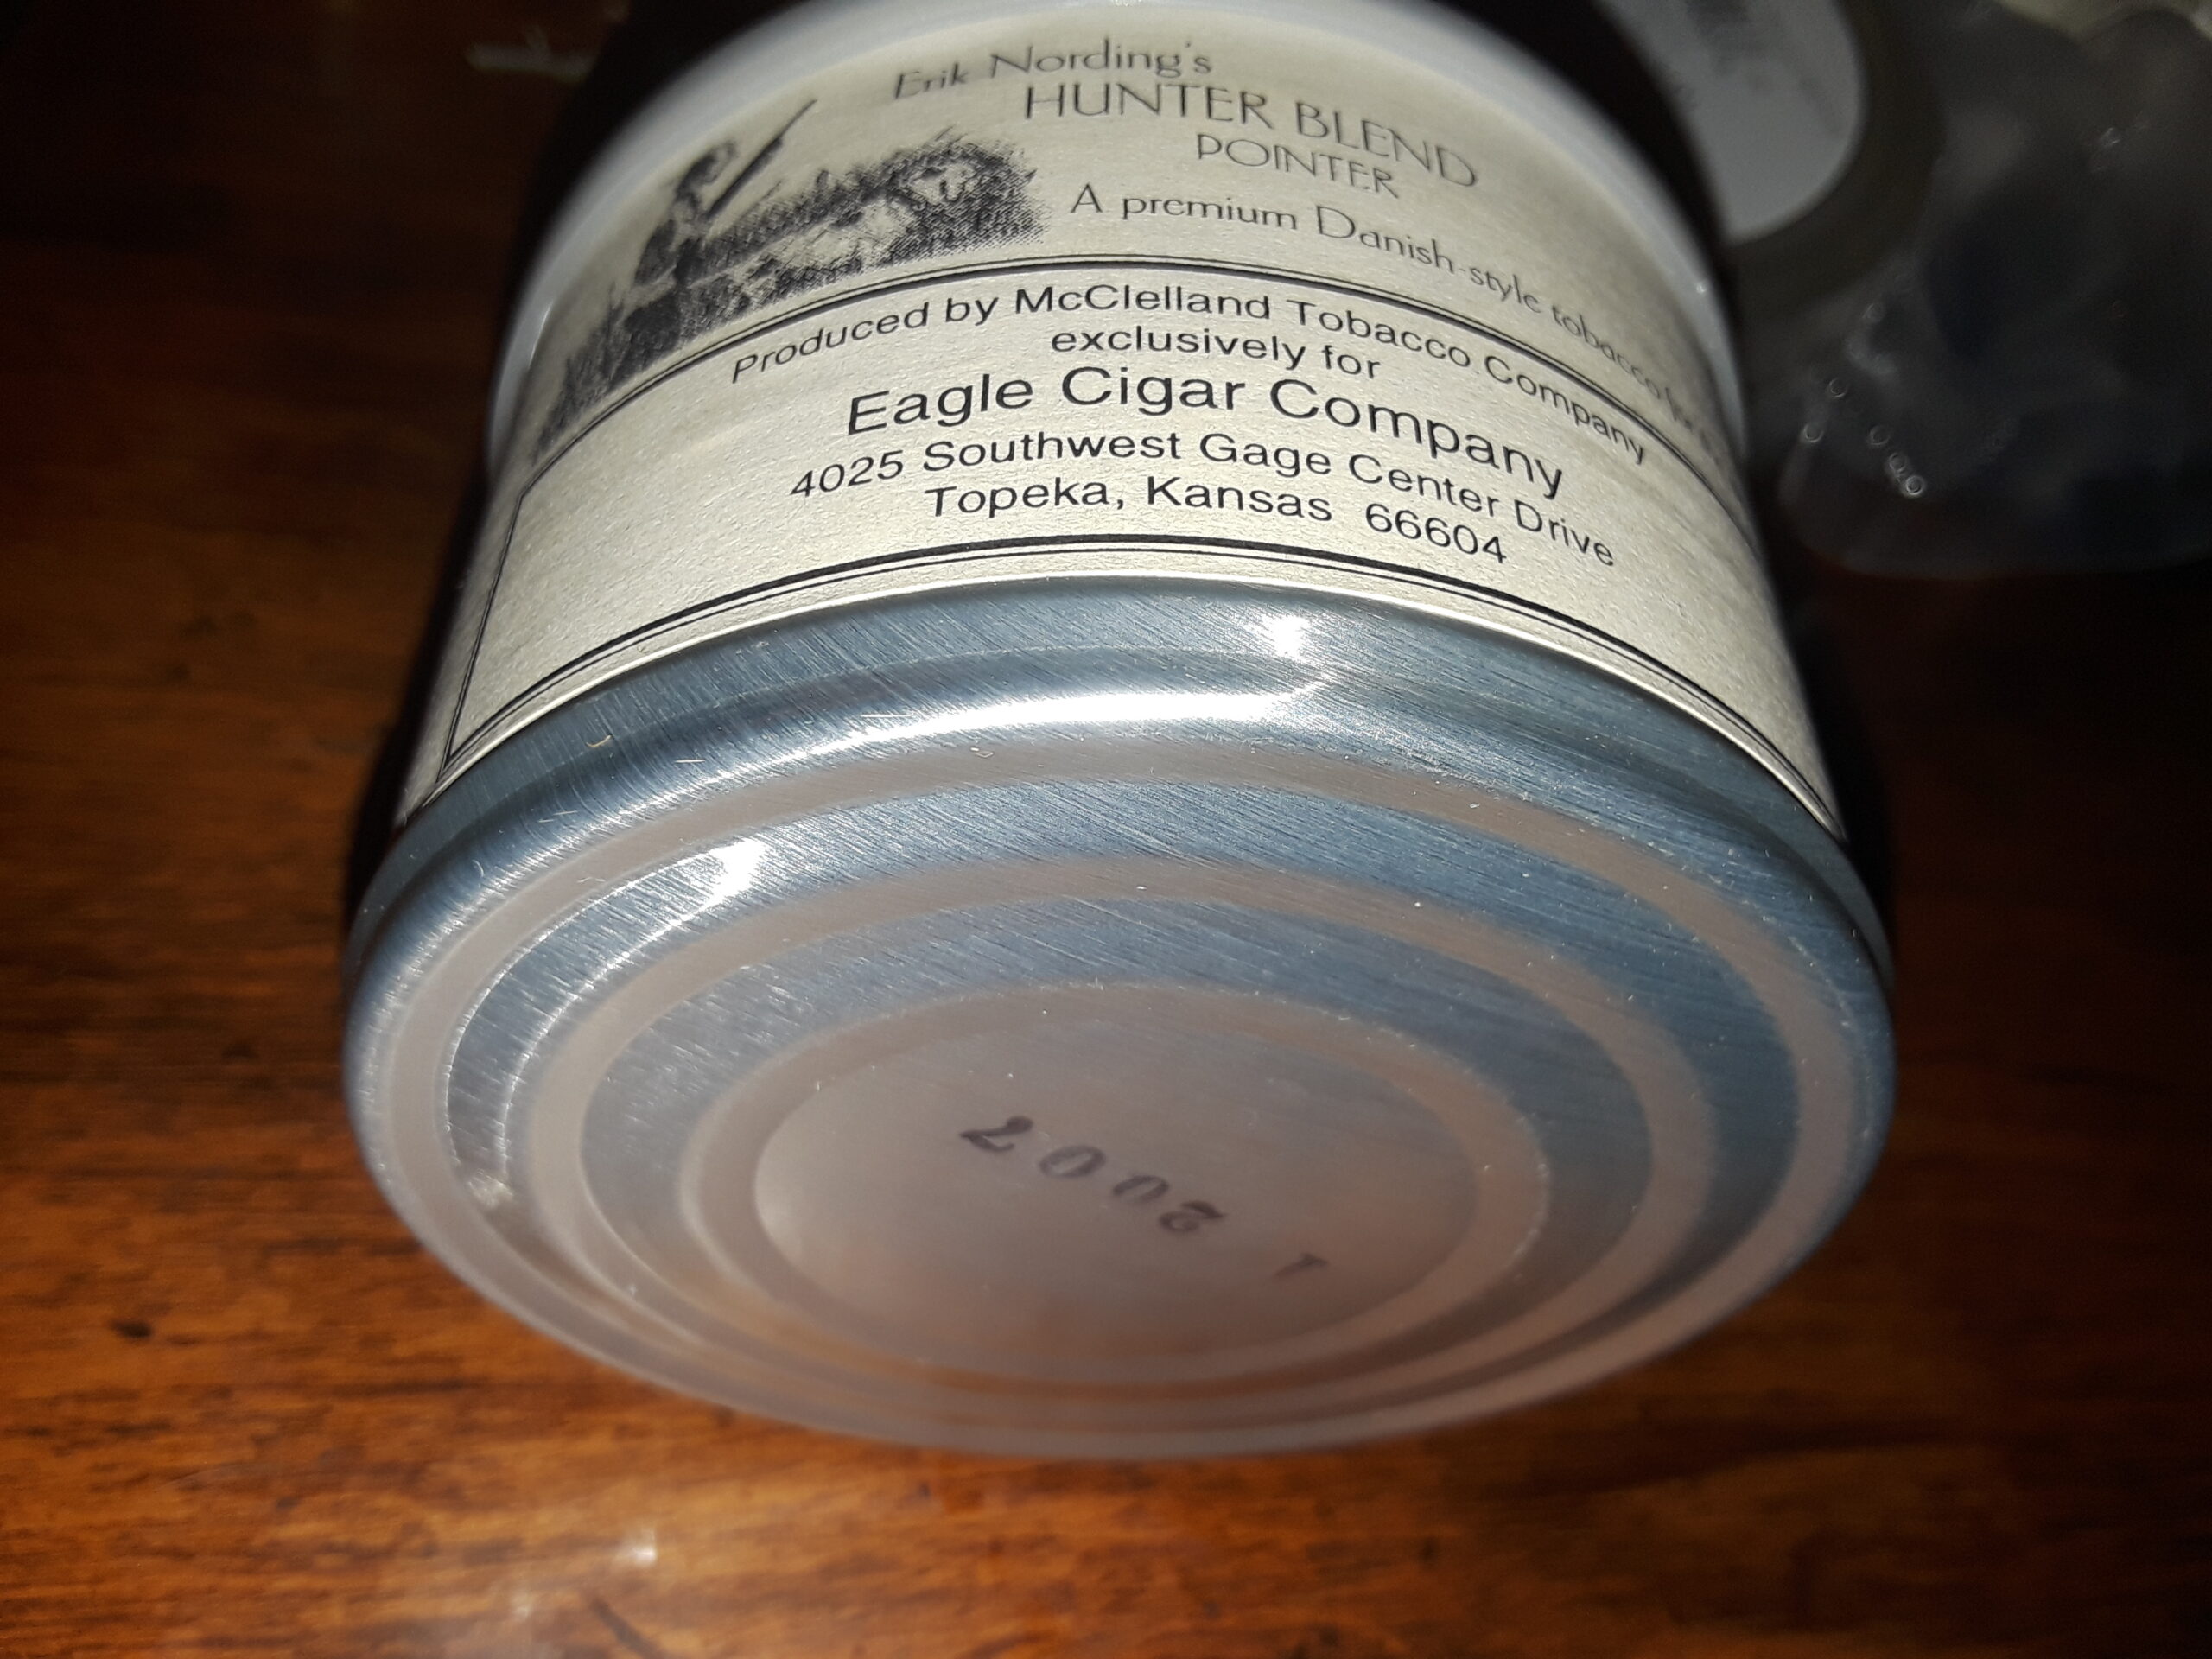 Erik Nording's
HUNTER BLEND
POINTER
A premium Danish-style tobacco
Produced by McClelland Tobacco Company
exclusively for
Eagle Cigar Company
4025 Southwest Gage Center Drive
Topeka, Kansas 66604
1 2007